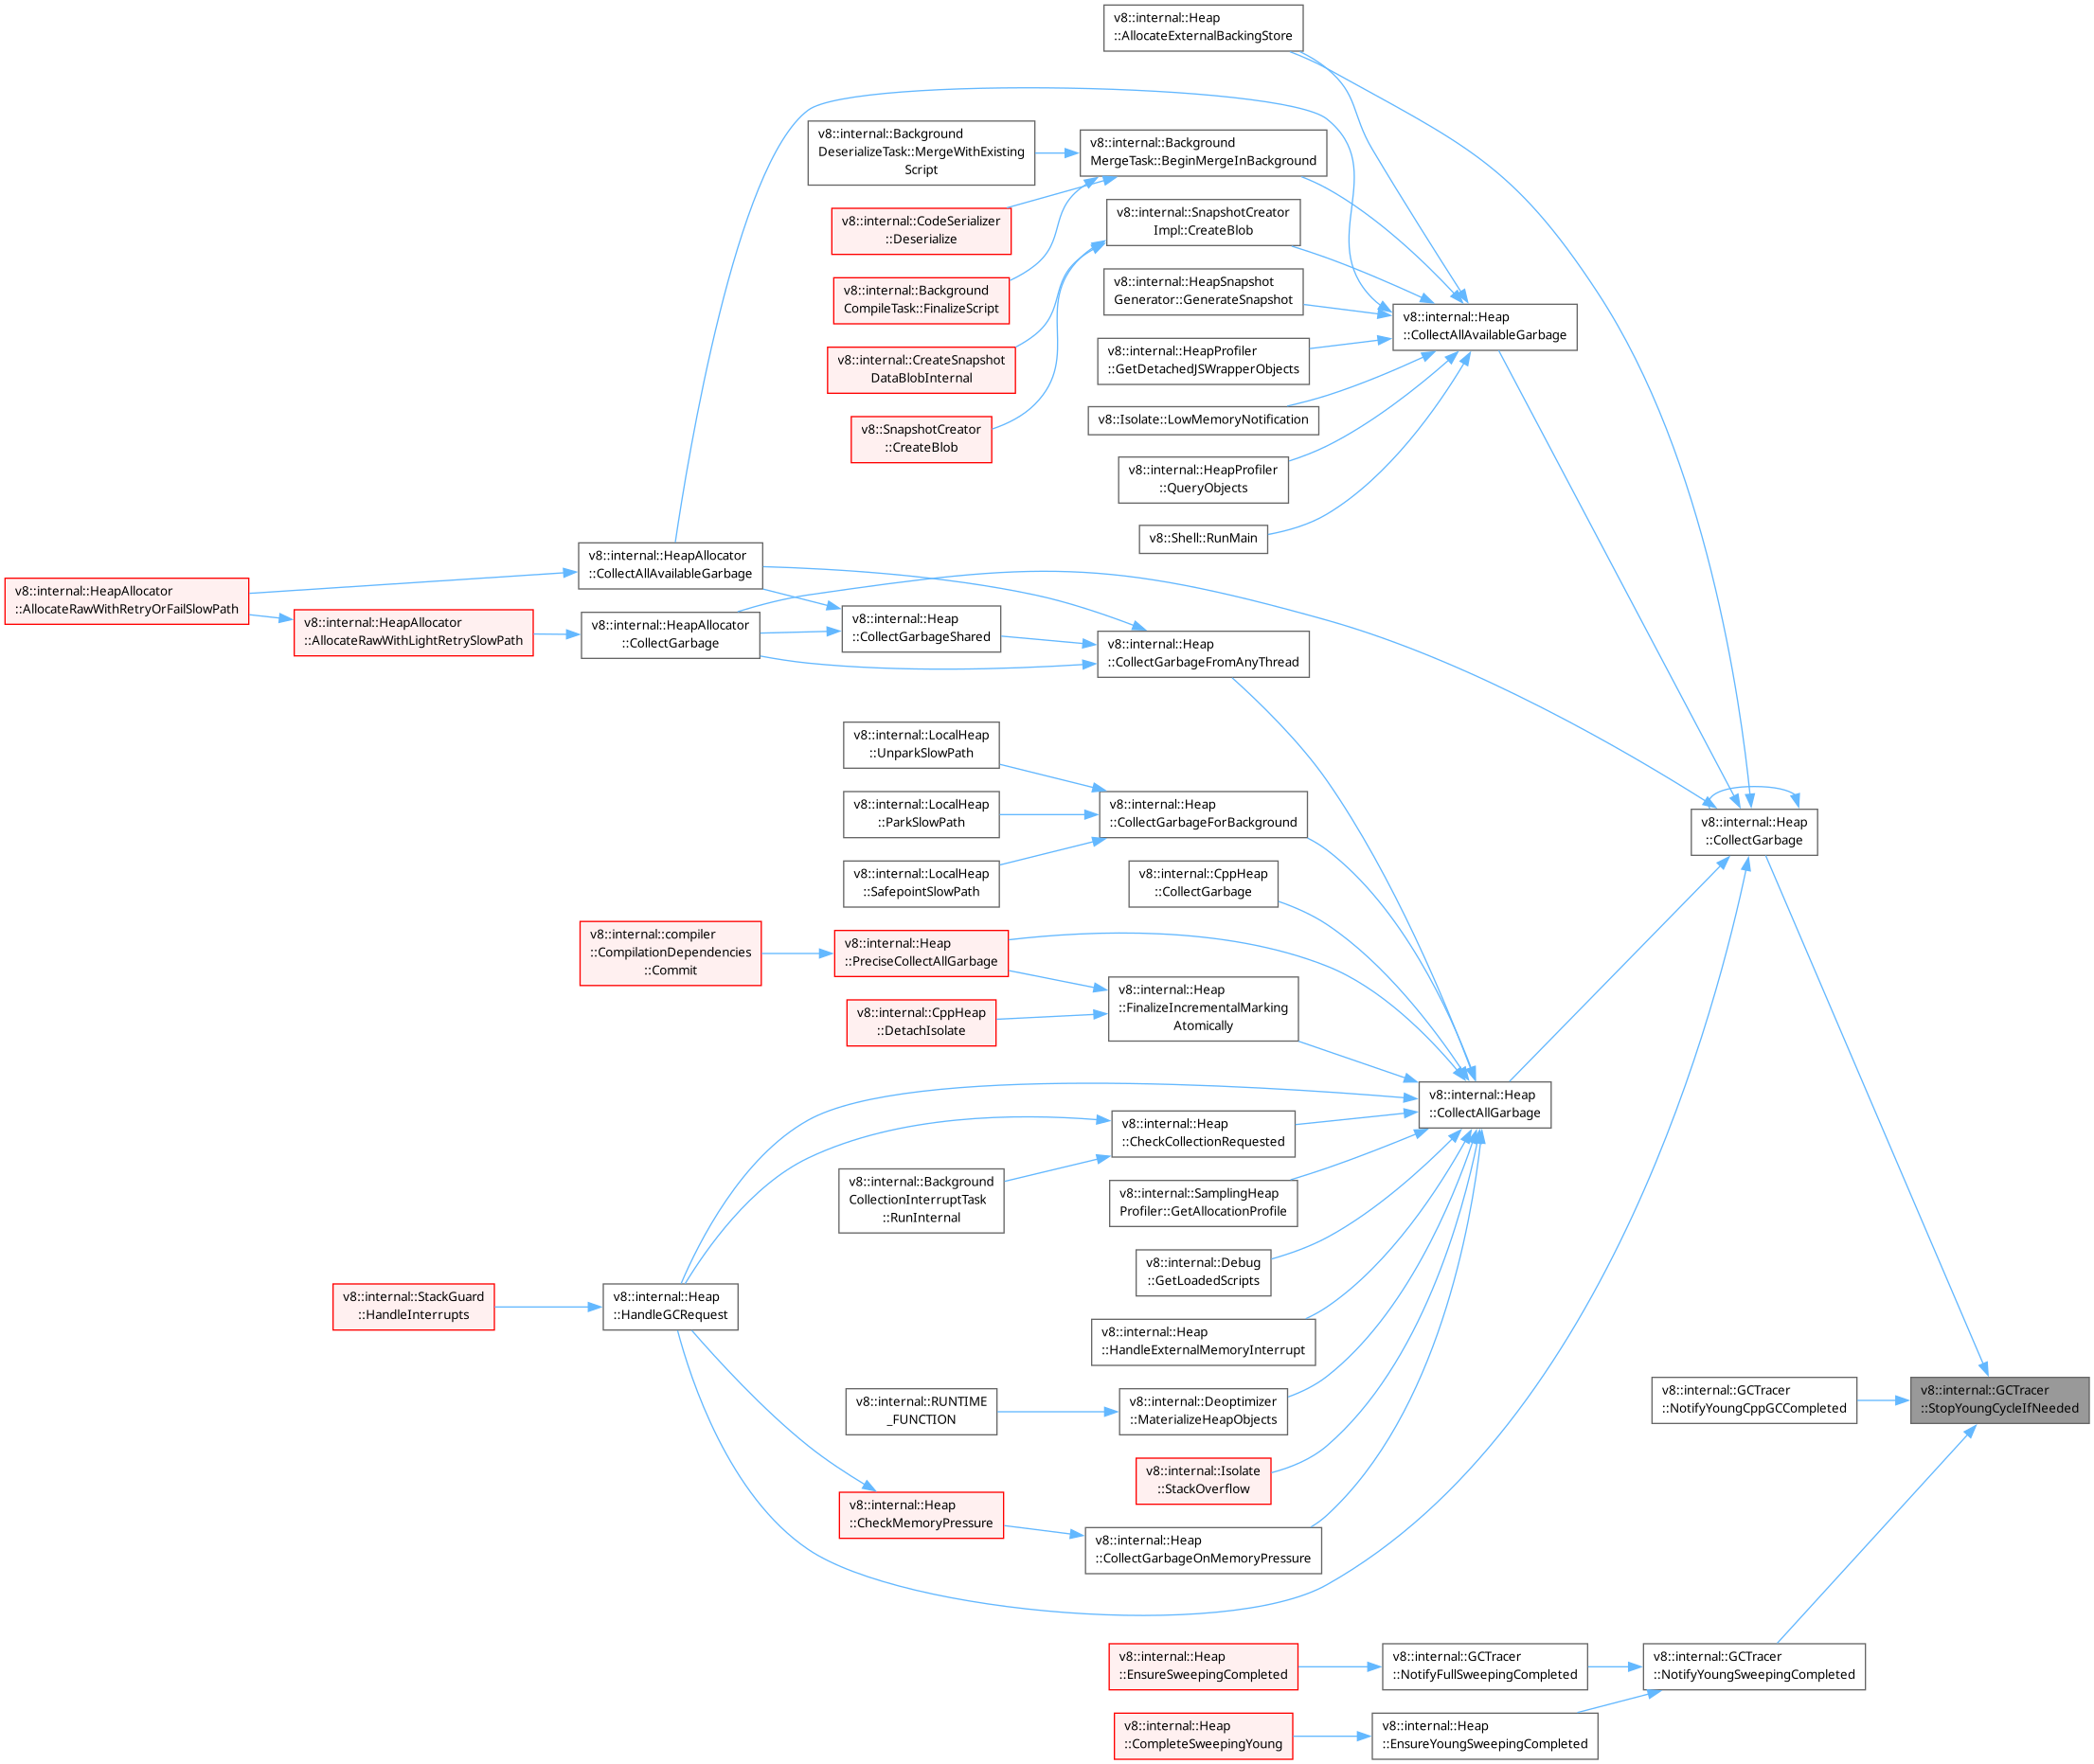 v8::internal::Heap
::AllocateExternalBackingStore
v8::internal::Background
DeserializeTask::MergeWithExisting
Script
v8::internal::Background
MergeTask::BeginMergeInBackground
v8::internal::CodeSerializer
::Deserialize
v8::internal::SnapshotCreator
Impl::CreateBlob
v8::internal::Background
CompileTask::FinalizeScript
v8::internal::HeapSnapshot
Generator::GenerateSnapshot
v8::internal::Heap
::CollectAllAvailableGarbage
v8::internal::CreateSnapshot
DataBlobInternal
v8::internal::HeapProfiler
::GetDetachedJSWrapperObjects
v8::SnapshotCreator
::CreateBlob
v8::Isolate::LowMemoryNotification
v8::internal::HeapProfiler
::QueryObjects
v8::Shell::RunMain
v8::internal::HeapAllocator
::CollectAllAvailableGarbage
v8::internal::HeapAllocator
::AllocateRawWithRetryOrFailSlowPath
v8::internal::HeapAllocator
::AllocateRawWithLightRetrySlowPath
v8::internal::HeapAllocator
::CollectGarbage
v8::internal::Heap
::CollectGarbageShared
v8::internal::Heap
::CollectGarbageFromAnyThread
v8::internal::LocalHeap
::UnparkSlowPath
v8::internal::LocalHeap
::ParkSlowPath
v8::internal::Heap
::CollectGarbageForBackground
v8::internal::Heap
::CollectGarbage
v8::internal::LocalHeap
::SafepointSlowPath
v8::internal::CppHeap
::CollectGarbage
v8::internal::compiler
::CompilationDependencies
::Commit
v8::internal::Heap
::PreciseCollectAllGarbage
v8::internal::Heap
::FinalizeIncrementalMarking
Atomically
v8::internal::CppHeap
::DetachIsolate
v8::internal::Heap
::CollectAllGarbage
v8::internal::Heap
::CheckCollectionRequested
v8::internal::Background
CollectionInterruptTask
::RunInternal
v8::internal::SamplingHeap
Profiler::GetAllocationProfile
v8::internal::Debug
::GetLoadedScripts
v8::internal::StackGuard
::HandleInterrupts
v8::internal::Heap
::HandleGCRequest
v8::internal::Heap
::HandleExternalMemoryInterrupt
v8::internal::RUNTIME
_FUNCTION
v8::internal::Deoptimizer
::MaterializeHeapObjects
v8::internal::GCTracer
::NotifyYoungCppGCCompleted
v8::internal::GCTracer
::StopYoungCycleIfNeeded
v8::internal::Isolate
::StackOverflow
v8::internal::Heap
::CheckMemoryPressure
v8::internal::Heap
::CollectGarbageOnMemoryPressure
v8::internal::Heap
::EnsureSweepingCompleted
v8::internal::GCTracer
::NotifyFullSweepingCompleted
v8::internal::GCTracer
::NotifyYoungSweepingCompleted
v8::internal::Heap
::CompleteSweepingYoung
v8::internal::Heap
::EnsureYoungSweepingCompleted